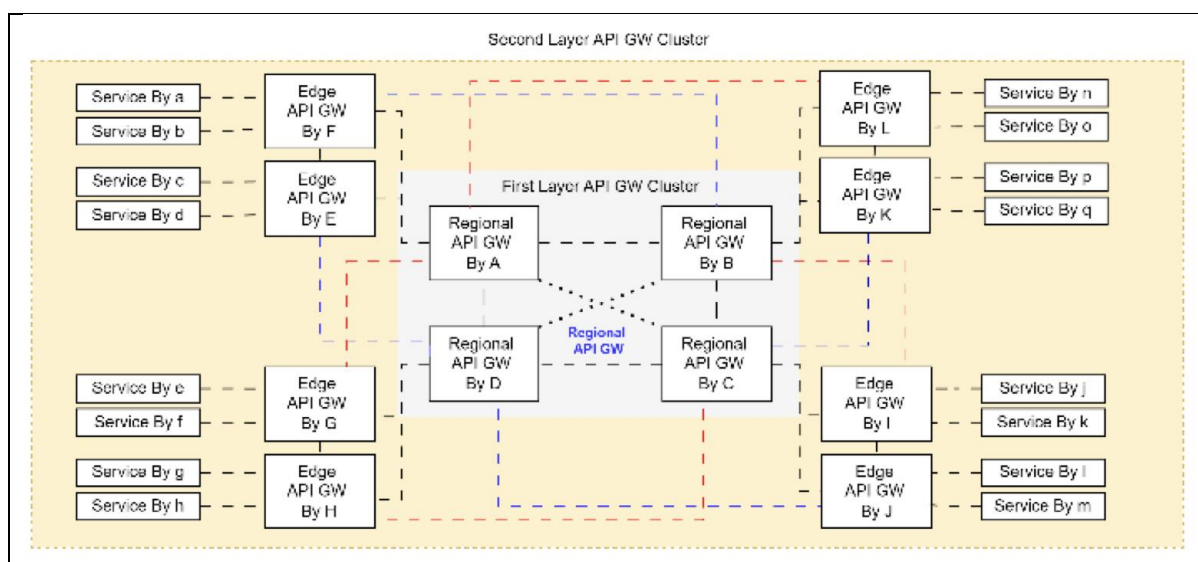 Second Layer API GW Cluster
Service By a
Service By b
Edge
API GW
By F
Service By c
Service By d
Edge
API GW
By E
Edge
API GW
By L
Service By n
Service By o
Edge
API GW
By K
Service By p
Service By q
First Layer API GW Cluster
Regional
API GW
By A
Regional
API GW
By B
Regional
API GW
Regional
API GW
By D
Regional
API GW
By C
Service By e
Service By f
Edge
API GW
By G
Service By g
Service By h
Edge
API GW
By H
Edge
API GW
By I
Service By j
Service By k
Edge
API GW
By J
Service By l
Service By m